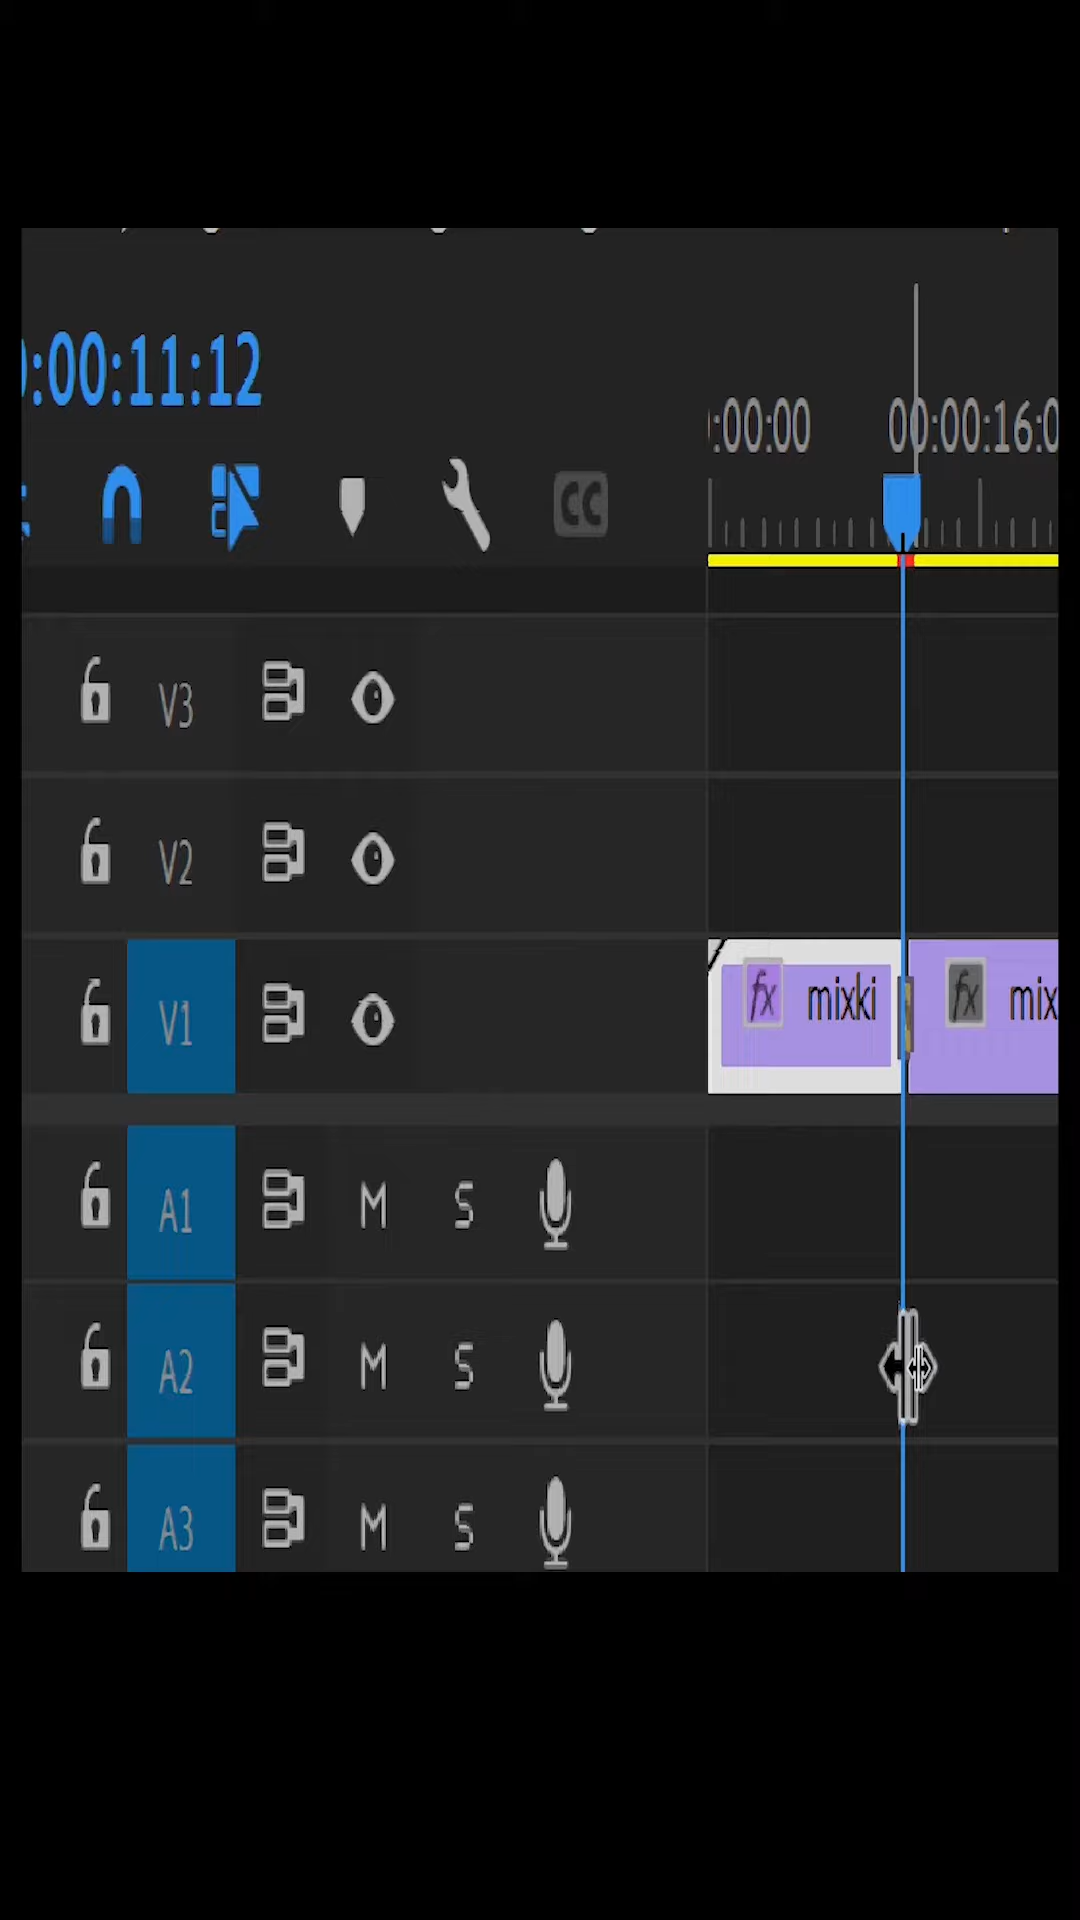 :00:11:12
:00:00 00:00:16:0
CC
V3
V2
V1 fx mixki fx mix
A1 M S
A2 M S
A3 M S